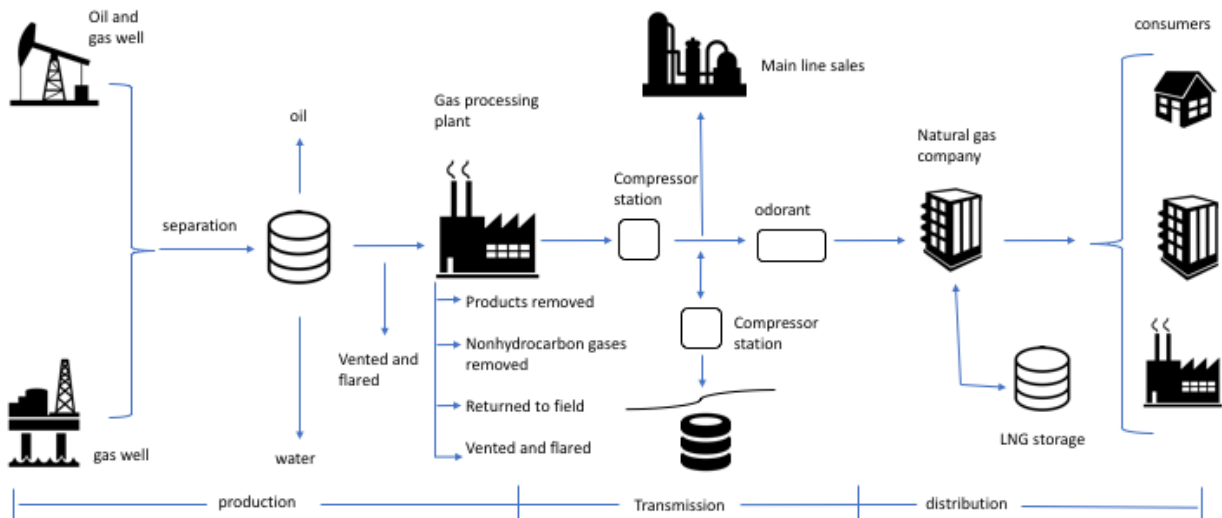 Oil and
gas well
consumers
Main line sales
Gas processing
plant
oil
Natural gas
company
Compressor
station
odorant
separation
Products removed
Compressor
station
Nonhydrocarbon gases
removed
Vented and
flared
Returned to field
LNG storage
Vented and flared
gas well
water
production
Transmission
distribution